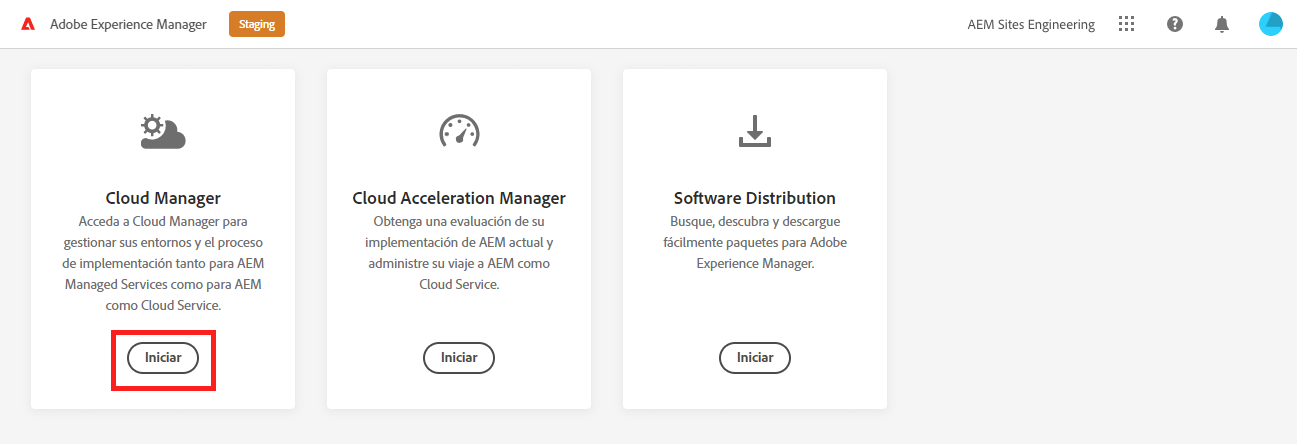 Adobe Experience Manager
Staging
AEM Sites Engineering
Cloud Manager
Acceda a Cloud Manager para
gestionar sus entornos y el proceso
de implementación tanto para AEM
Managed Services como para AEM
como Cloud Service.
Iniciar
Cloud Acceleration Manager
Obtenga una evaluación de su
implementación de AEM actual y
administre su viaje a AEM como
Cloud Service.
Iniciar
Software Distribution
Busque, descubra y descargue
fácilmente paquetes para Adobe
Experience Manager.
Iniciar